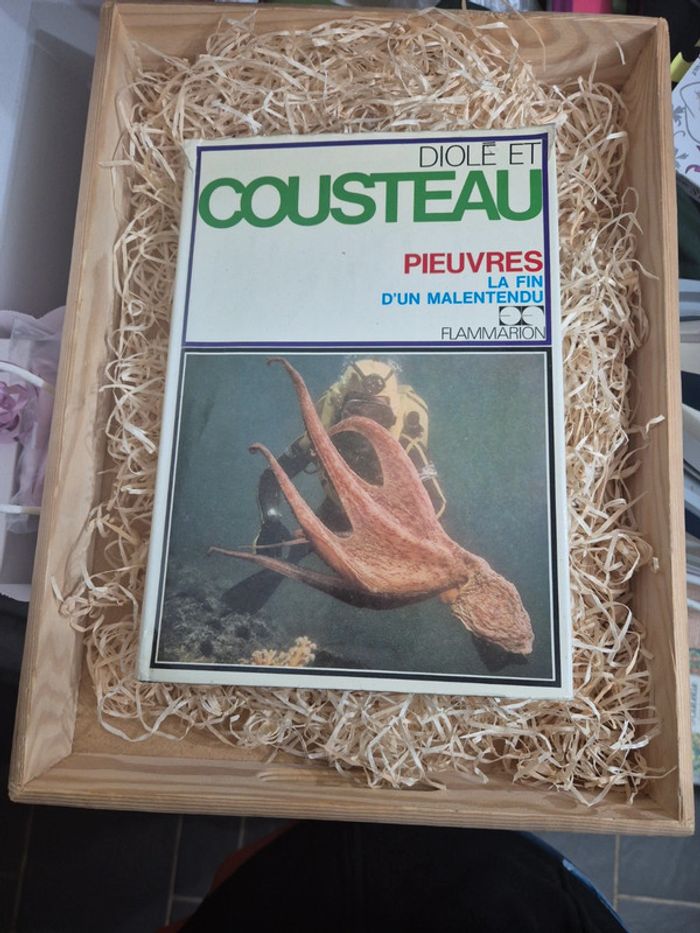 DIOLÉ ET
COUSTEAU
PIEUVRES
LA FIN
D'UN MALENTENDU
FLAMMARION